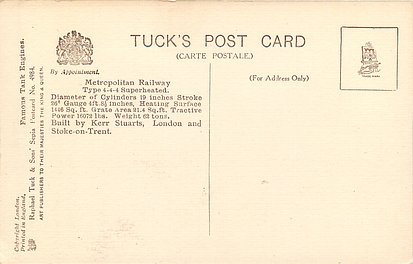 TUCK'S POST CARD
(CARTE POSTALE.)
(For Address Only)
By Appointment.
Metropolitan Railway
Type 4-4-4 Superheated.
Diameter of Cylinders 19 inches Stroke
26" Gauge 4ft. 8½ inches, Heating Surface
1496 Sq. ft. Grate Area 21.4 Sq. ft. Tractive
Power 16072 lbs. Weight 62 tons.
Built by Kerr Stuarts, London and
Stoke-on-Trent.
Famous Tank Engines.
Raphael Tuck & Sons' Sepia Postcard No. 4984.
ART PUBLISHERS TO THEIR MAJESTIES THE KING & QUEEN.
Copyright London.
Printed in England.